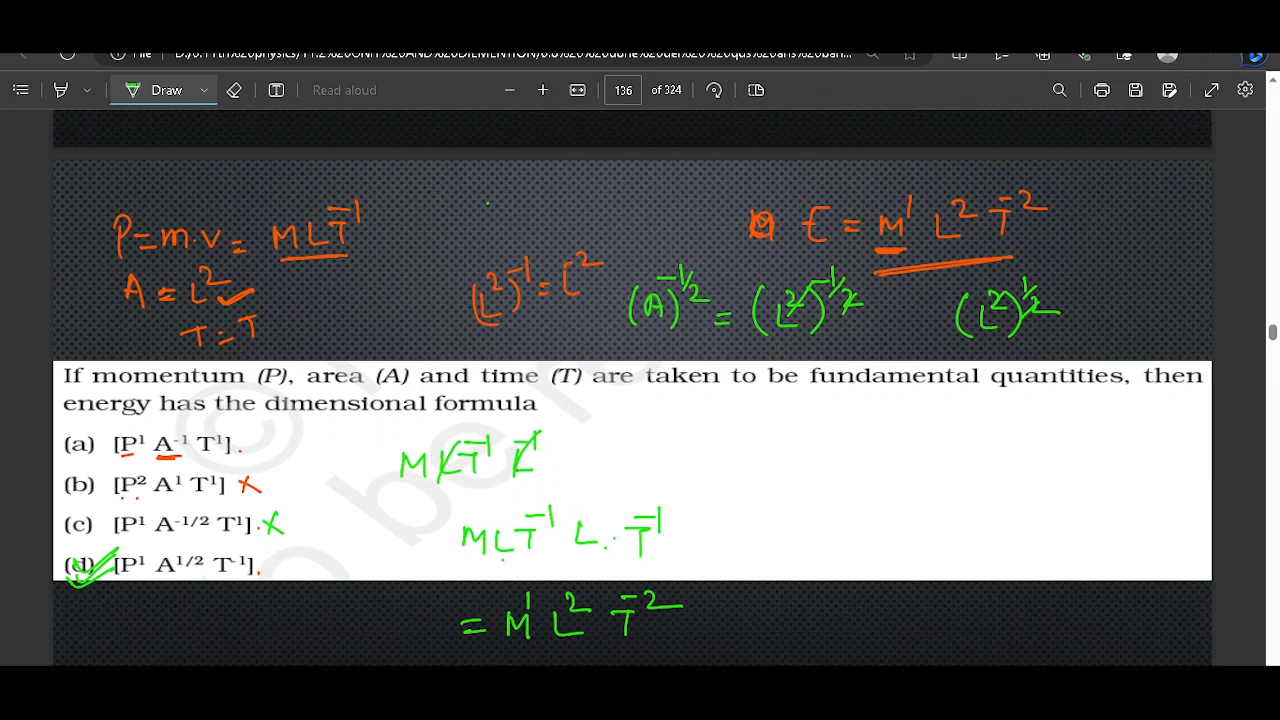 Draw
Read aloud
136 of 324
P = m.v = M L T⁻¹
A = L²
T = T
(L²)⁻¹ = L⁻²
(A)⁻¹/² = (L²)⁻¹/²
(L²)¹/²
E = M¹ L² T⁻²
If momentum (P), area (A) and time (T) are taken to be fundamental quantities, then
energy has the dimensional formula
(a) [P¹ A⁻¹ T¹].
(b) [P² A¹ T¹]
(c) [P¹ A⁻¹/² T¹].
(d) [P¹ A¹/² T⁻¹].
M L T⁻¹ L⁻¹
M L T⁻¹ L . T⁻¹
= M¹ L² T⁻²